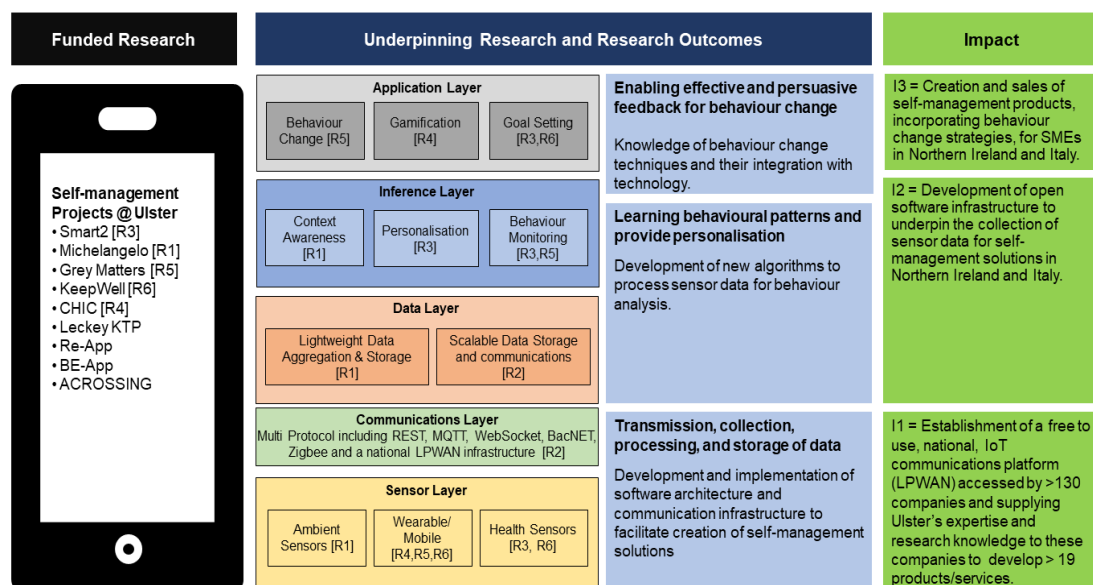 Funded Research
Self-management
Projects @ Ulster
• Smart2 [R3]
• Michelangelo [R1]
• Grey Matters [R5]
• KeepWell [R6]
• CHIC [R4]
• Leckey KTP
• Re-App
• BE-App
• ACROSSING
Underpinning Research and Research Outcomes
Application Layer
Behaviour
Change [R5]
Gamification
[R4]
Goal Setting
[R3,R6]
Inference Layer
Context
Awareness
[R1]
Personalisation
[R3]
Behaviour
Monitoring
[R3,R5]
Data Layer
Lightweight Data
Aggregation & Storage
[R1]
Scalable Data Storage
and communications
[R2]
Communications Layer
Multi Protocol including REST, MQTT, WebSocket, BacNET,
Zigbee and a national LPWAN infrastructure [R2]
Sensor Layer
Ambient
Sensors [R1]
Wearable/
Mobile
[R4,R5,R6]
Health Sensors
[R3, R6]
Enabling effective and persuasive
feedback for behaviour change
Knowledge of behaviour change
techniques and their integration with
technology.
Learning behavioural patterns and
provide personalisation
Development of new algorithms to
process sensor data for behaviour
analysis.
Transmission, collection,
processing, and storage of data
Development and implementation of
software architecture and
communication infrastructure to
facilitate creation of self-management
solutions
Impact
I3 = Creation and sales of
self-management products,
incorporating behaviour
change strategies, for SMEs
in Northern Ireland and Italy.
I2 = Development of open
software infrastructure to
underpin the collection of
sensor data for self-
management solutions in
Northern Ireland and Italy.
I1 = Establishment of a free to
use, national, IoT
communications platform
(LPWAN) accessed by >130
companies and supplying
Ulster's expertise and
research knowledge to these
companies to develop > 19
products/services.